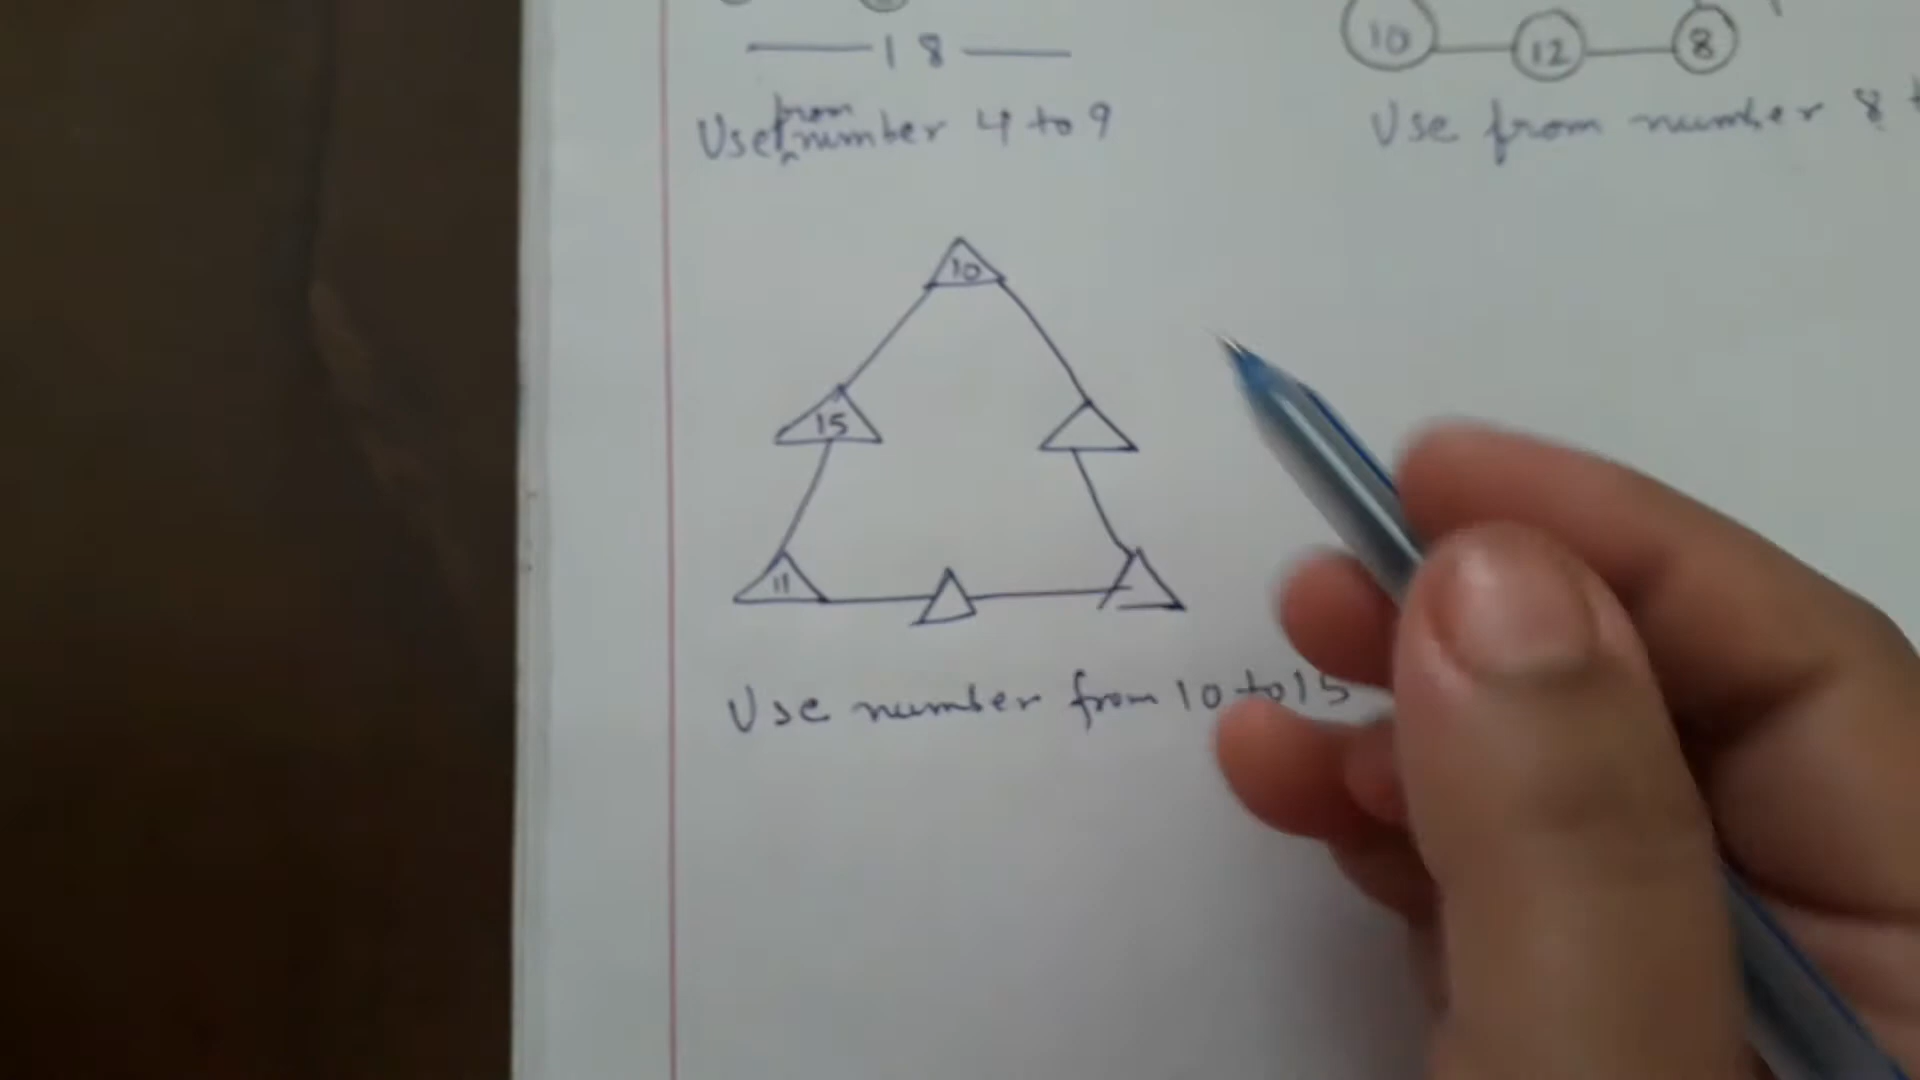 18
10 12 8
Use from number 4 to 9
Use from number 8
10
15
11
Use number from 10 to 15